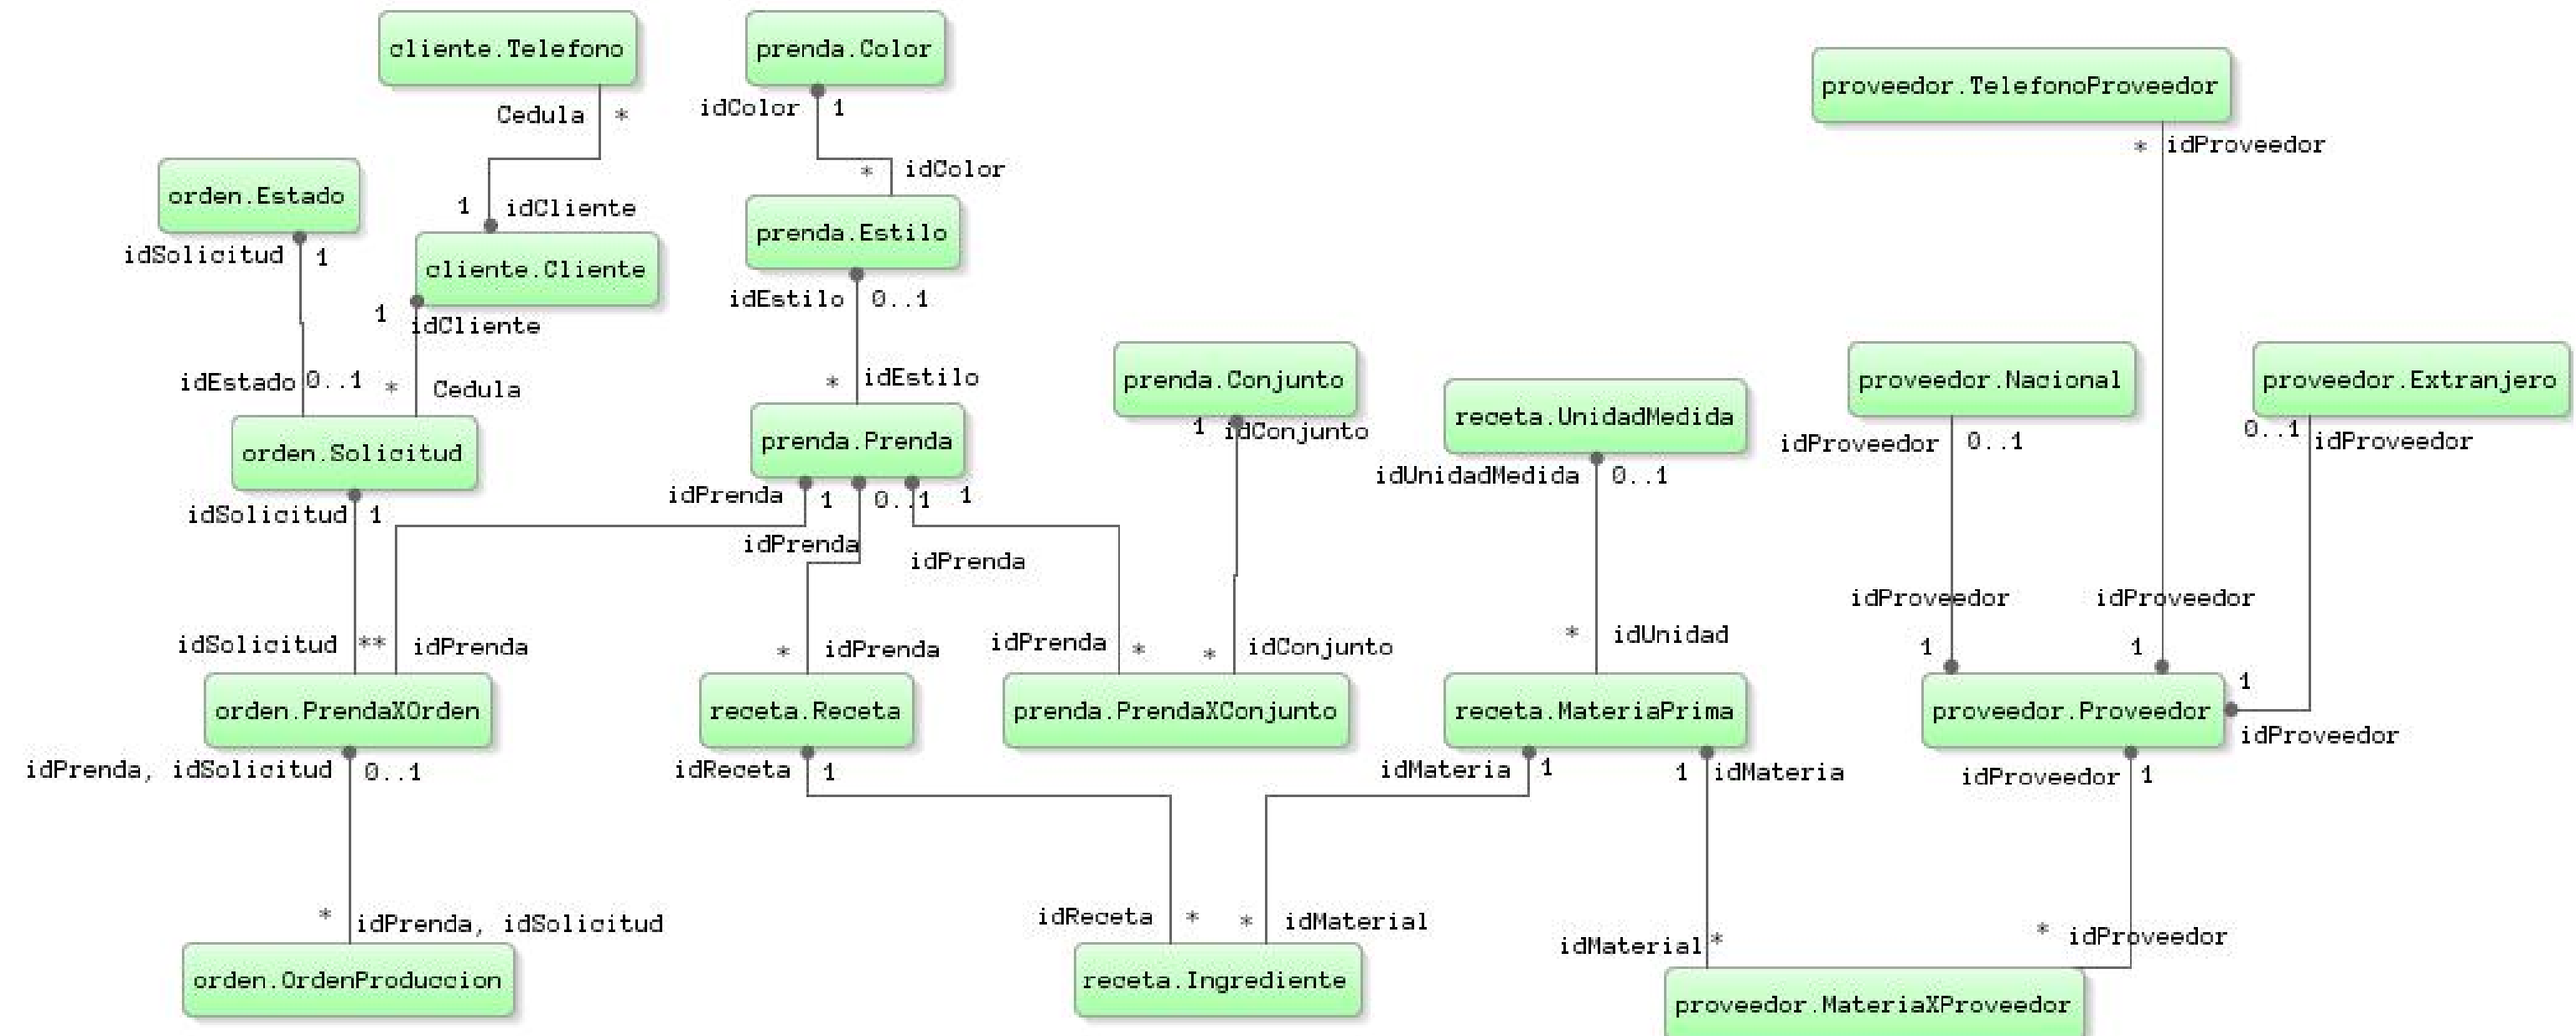 cliente.Telefono
prenda.Color
proveedor.TelefonoProveedor
Cedula *
idColor 1
* idProveedor
* idColor
orden.Estado
1 idCliente
prenda.Estilo
idSolicitud 1
cliente.Cliente
idEstilo 0..1
1 idCliente
prenda.Conjunto
proveedor.Nacional
proveedor.Extranjero
idEstado 0..1 * Cedula
* idEstilo
receta.UnidadMedida
1 idConjunto
idProveedor 0..1
0..1 idProveedor
orden.Solicitud
prenda.Prenda
idUnidadMedida 0..1
idPrenda 1 0..1 1
idSolicitud 1
idPrenda
idPrenda
idProveedor
idProveedor
idSolicitud ** idPrenda
* idPrenda
idPrenda *
* idConjunto
* idUnidad
1
1
1
orden.PrendaXOrden
receta.Receta
prenda.PrendaXConjunto
receta.MateriaPrima
proveedor.Proveedor
idProveedor
idPrenda, idSolicitud 0..1
idReceta 1
idMateria 1
1 idMateria
idProveedor 1
* idPrenda, idSolicitud
idReceta *
* idMaterial
idMaterial *
* idProveedor
orden.OrdenProduccion
receta.Ingrediente
proveedor.MateriaXProveedor